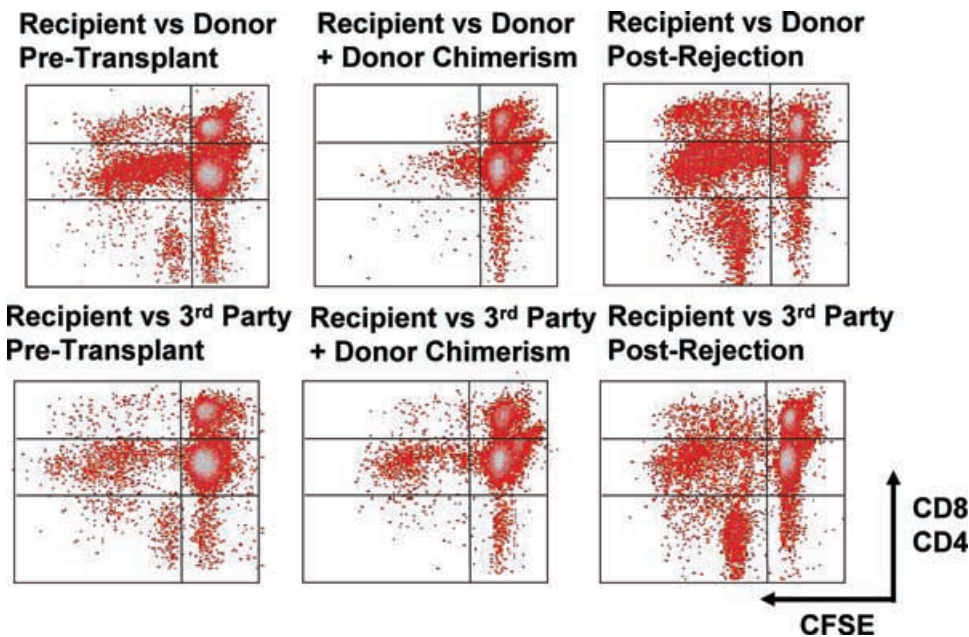 Recipient vs Donor
Pre-Transplant
Recipient vs Donor
+ Donor Chimerism
Recipient vs Donor
Post-Rejection
Recipient vs 3rd Party
Pre-Transplant
Recipient vs 3rd Party
+ Donor Chimerism
Recipient vs 3rd Party
Post-Rejection
CD8
CD4
CFSE